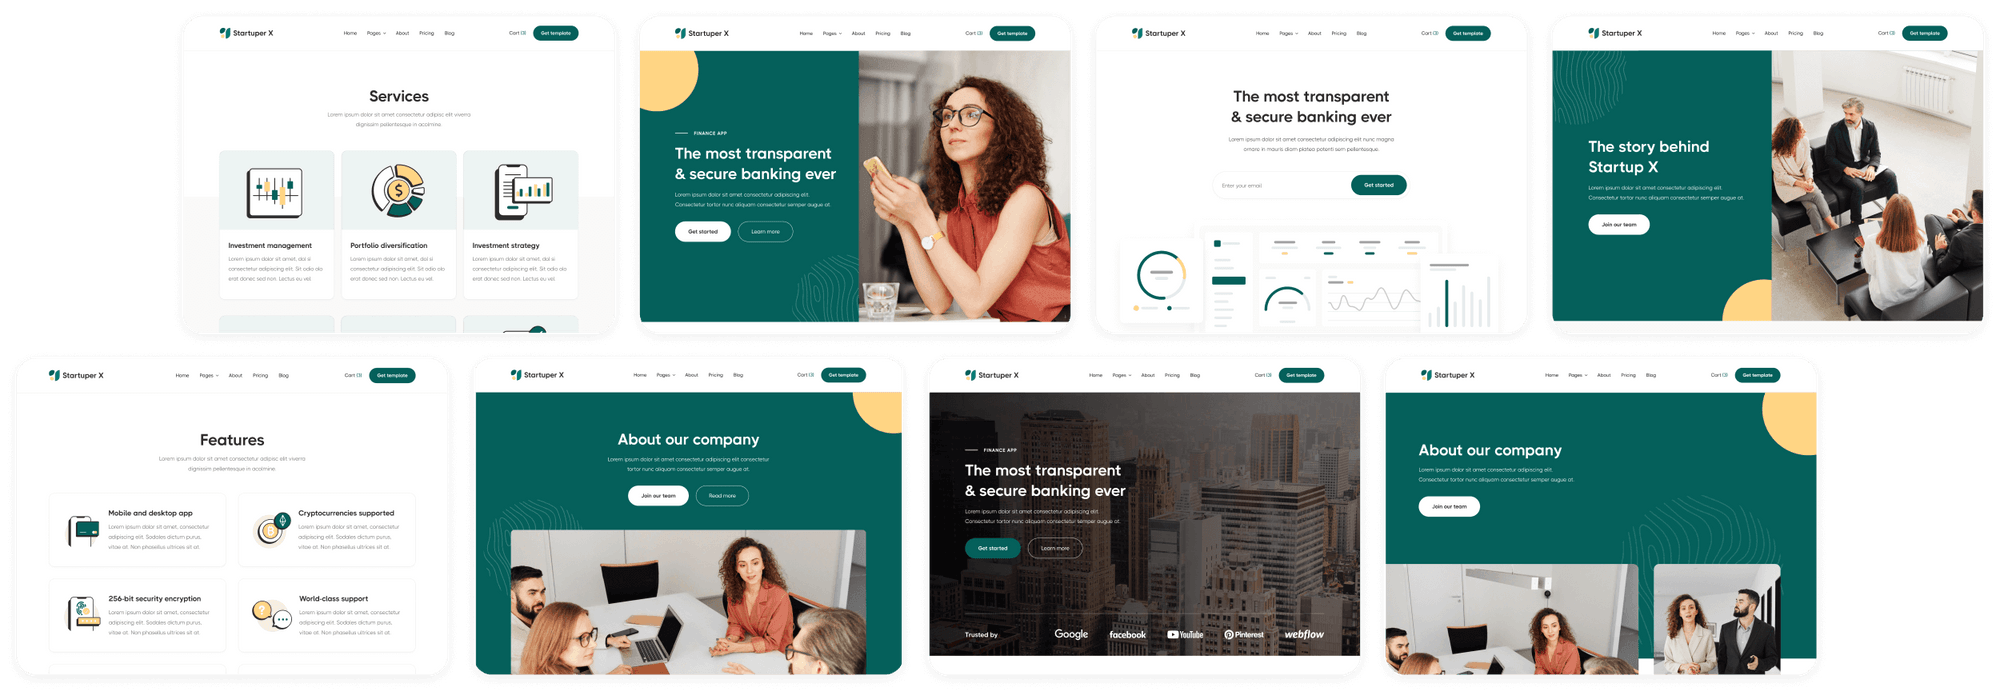 Startuper X
Home Pages About Pricing Blog
Cart (3) Get template
Services
Lorem ipsum dolor sit amet consectetur adipisc elit viverra
dignissim pellentesque in accimne.
Investment management
Lorem ipsum dolor sit amet, dol si
consectetur adipiscing elit. Sit odio olo
erat donec sed non. Lectus eu vel.
Portfolio diversification
Lorem ipsum dolor sit amet, dol si
consectetur adipiscing elit. Sit odio olo
erat donec sed non. Lectus eu vel.
Investment strategy
Lorem ipsum dolor sit amet, dol si
consectetur adipiscing elit. Sit odio olo
erat donec sed non. Lectus eu vel.
Startuper X
Home Pages About Pricing Blog
Cart (3) Get template
FINANCE APP
The most transparent
& secure banking ever
Lorem ipsum dolor sit amet consectetur adipiscing elit.
Consectetur tortor nunc aliquam consectetur semper augue at.
Get started Learn more
Startuper X
Home Pages About Pricing Blog
Cart (3) Get template
The most transparent
& secure banking ever
Lorem ipsum dolor sit amet consectetur adipiscing elit nunc magna
ornare in mauris diam platea potenti sem pellentesque.
Enter your email Get started
Startuper X
Home Pages About Pricing Blog
Cart (3) Get template
The story behind
Startup X
Lorem ipsum dolor sit amet consectetur adipiscing elit.
Consectetur tortor nunc aliquam consectetur semper augue at.
Join our team
Startuper X
Home Pages About Pricing Blog
Cart (3) Get template
Features
Lorem ipsum dolor sit amet consectetur adipisc elit viverra
dignissim pellentesque in accimne.
Mobile and desktop app
Lorem ipsum dolor sit amet, consectetur
adipiscing elit. Sodales dictum purus,
vitae at. Non phasellus ultrices sit at.
Cryptocurrencies supported
Lorem ipsum dolor sit amet, consectetur
adipiscing elit. Sodales dictum purus,
vitae at. Non phasellus ultrices sit at.
256-bit security encryption
Lorem ipsum dolor sit amet, consectetur
adipiscing elit. Sodales dictum purus,
vitae at. Non phasellus ultrices sit at.
World-class support
Lorem ipsum dolor sit amet, consectetur
adipiscing elit. Sodales dictum purus,
vitae at. Non phasellus ultrices sit at.
Startuper X
Home Pages About Pricing Blog
Cart (3) Get template
About our company
Lorem ipsum dolor sit amet consectetur adipiscing elit consectetur
tortor nunc aliquam consectetur semper augue at.
Join our team Read more
Startuper X
Home Pages About Pricing Blog
Cart (3) Get template
FINANCE APP
The most transparent
& secure banking ever
Lorem ipsum dolor sit amet consectetur adipiscing elit.
Consectetur tortor nunc aliquam consectetur semper augue at.
Get started Learn more
Trusted by Google facebook YouTube Pinterest webflow
Startuper X
Home Pages About Pricing Blog
Cart (3) Get template
About our company
Lorem ipsum dolor sit amet consectetur adipiscing elit.
Consectetur tortor nunc aliquam consectetur semper augue at.
Join our team